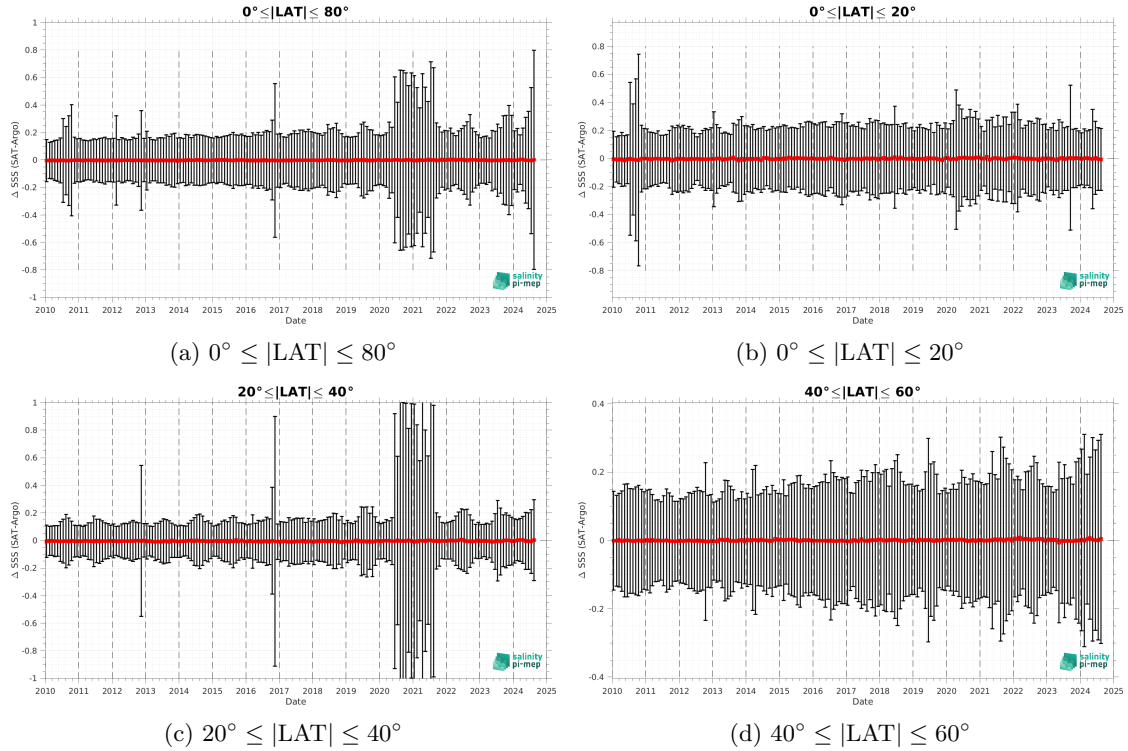 0°≤|LAT|≤ 80°
Δ SSS (SAT-Argo)
1
0.8
0.6
0.4
0.2
0
-0.2
-0.4
-0.6
-0.8
-1
2010 2011 2012 2013 2014 2015 2016 2017 2018 2019 2020 2021 2022 2023 2024 2025
Date
salinity
pi-mep
(a) 0° ≤ |LAT| ≤ 80°
0°≤|LAT|≤ 20°
Δ SSS (SAT-Argo)
0.8
0.6
0.4
0.2
0
-0.2
-0.4
-0.6
-0.8
2010 2011 2012 2013 2014 2015 2016 2017 2018 2019 2020 2021 2022 2023 2024 2025
Date
salinity
pi-mep
(b) 0° ≤ |LAT| ≤ 20°
20°≤|LAT|≤ 40°
Δ SSS (SAT-Argo)
1
0.8
0.6
0.4
0.2
0
-0.2
-0.4
-0.6
-0.8
-1
2010 2011 2012 2013 2014 2015 2016 2017 2018 2019 2020 2021 2022 2023 2024 2025
Date
salinity
pi-mep
(c) 20° ≤ |LAT| ≤ 40°
40°≤|LAT|≤ 60°
Δ SSS (SAT-Argo)
0.4
0.2
0
-0.2
-0.4
2010 2011 2012 2013 2014 2015 2016 2017 2018 2019 2020 2021 2022 2023 2024 2025
Date
salinity
pi-mep
(d) 40° ≤ |LAT| ≤ 60°